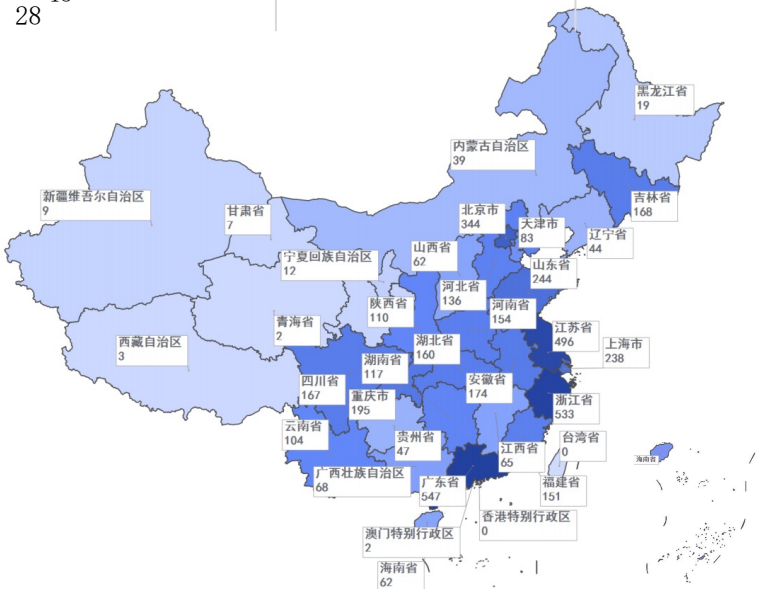 28
黑龙江省
19
内蒙古自治区
39
新疆维吾尔自治区
9
甘肃省
7
吉林省
168
北京市
344
天津市
83
辽宁省
44
宁夏回族自治区
12
山西省
62
山东省
244
河北省
136
陕西省
110
河南省
154
青海省
2
江苏省
496
西藏自治区
3
湖北省
160
上海市
238
湖南省
117
四川省
167
安徽省
174
重庆市
195
浙江省
533
云南省
104
贵州省
47
江西省
65
台湾省
0
海南省
广西壮族自治区
68
广东省
547
福建省
151
香港特别行政区
0
澳门特别行政区
2
海南省
62